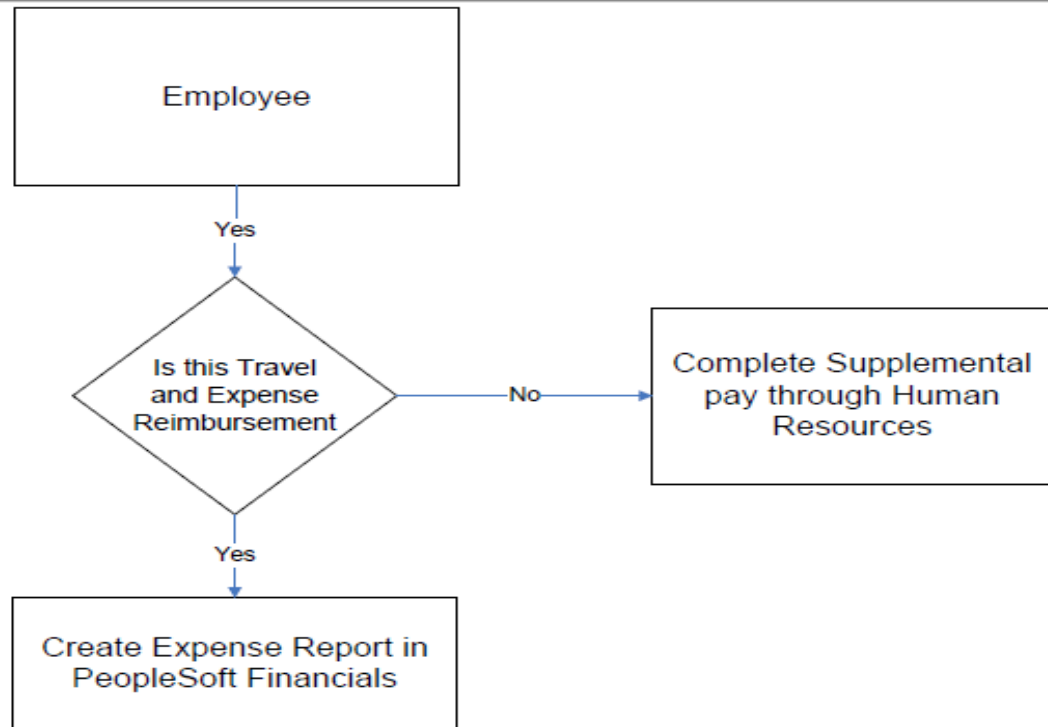 Employee
Yes
Is this Travel
and Expense
Reimbursement
No
Complete Supplemental
pay through Human
Resources
Yes
Create Expense Report in
PeopleSoft Financials